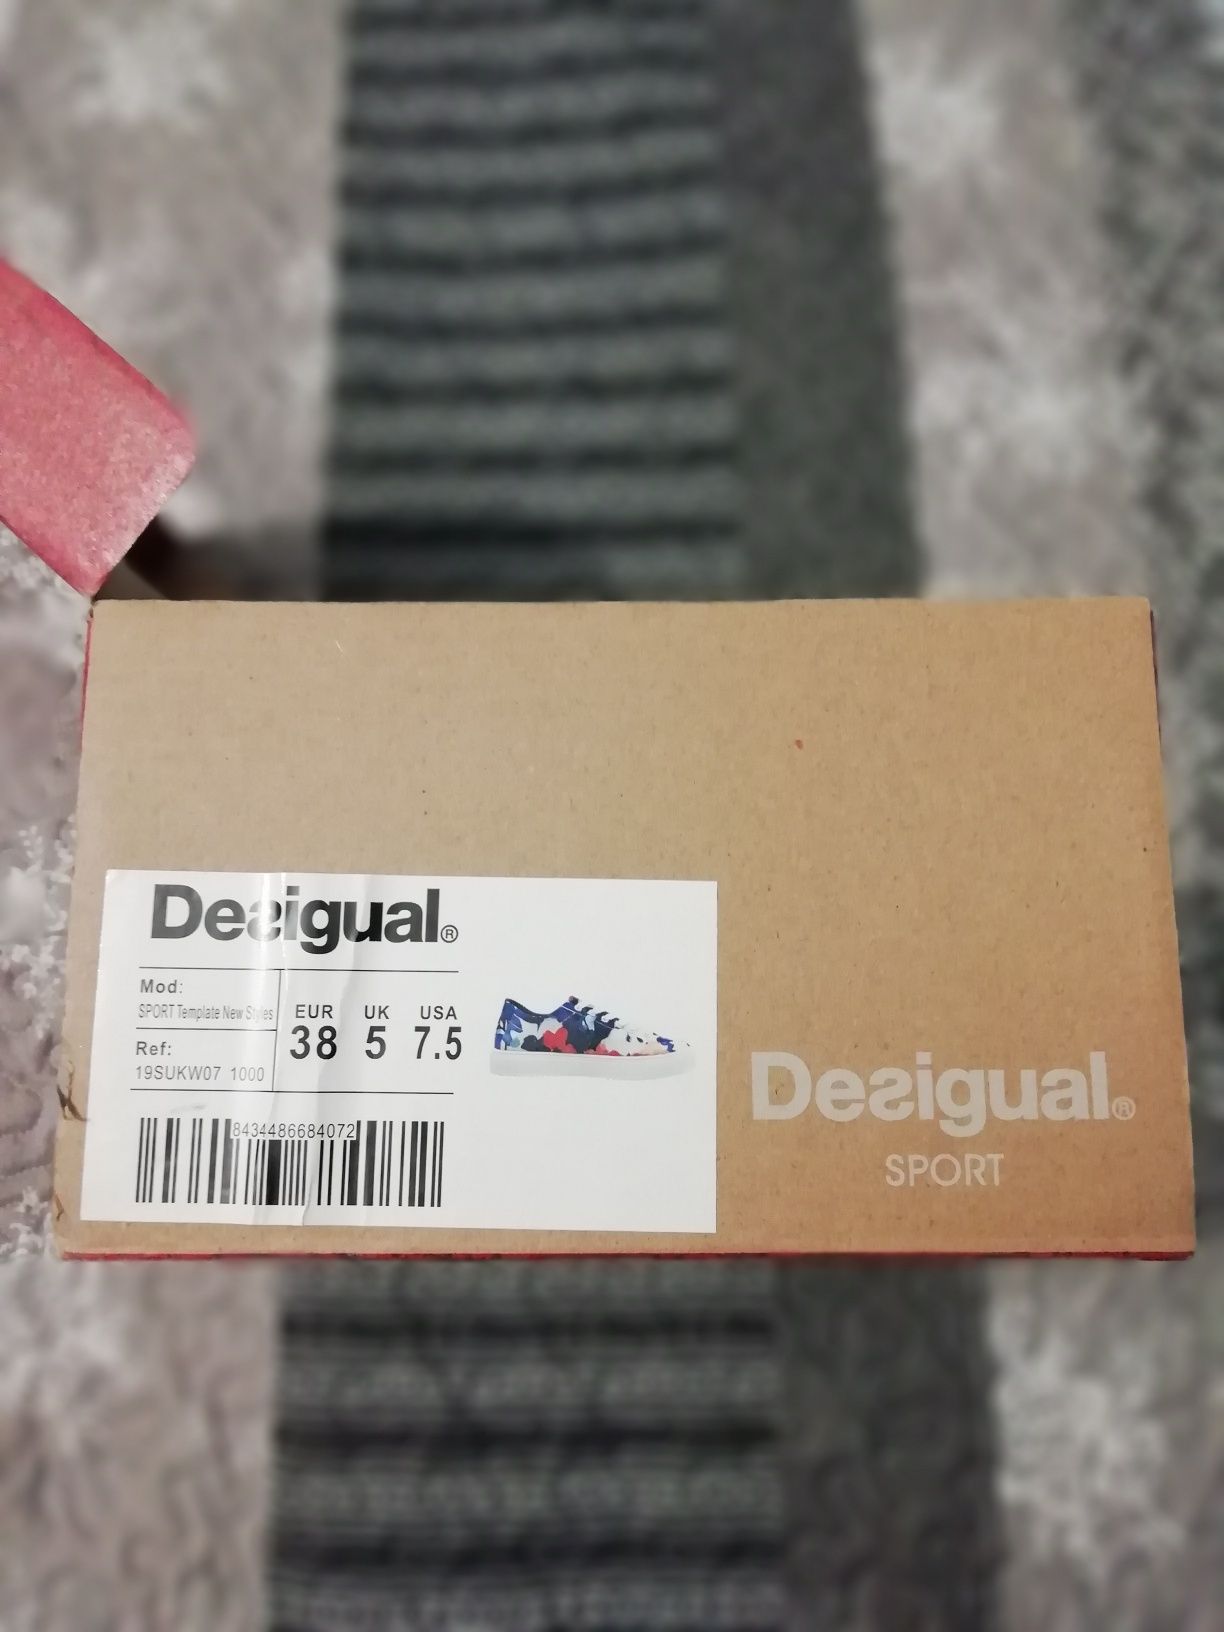 Desigual®
Mod:
SPORT Template New Styles
Ref:
19SUKW07 1000
EUR UK USA
38 5 7.5
8434486684072
Desigual®
SPORT